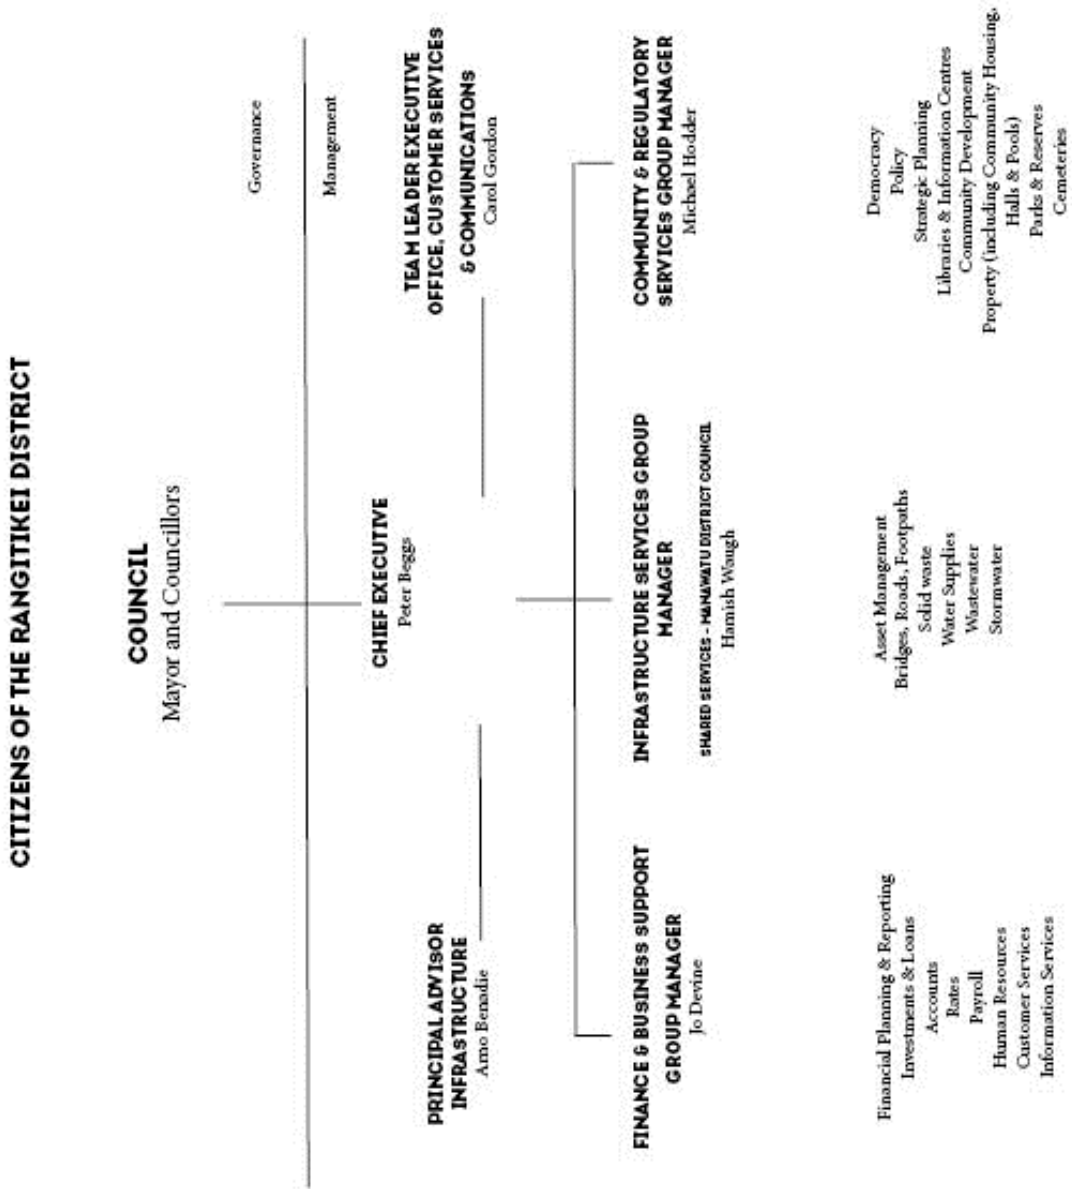 CITIZENS OF THE RANGITIKEI DISTRICT
COUNCIL
Mayor and Councillors
Governance
Management
CHIEF EXECUTIVE
Peter Beggs
PRINCIPAL ADVISOR
INFRASTRUCTURE
Arno Benadie
TEAM LEADER EXECUTIVE
OFFICE, CUSTOMER SERVICES
& COMMUNICATIONS
Carol Gordon
FINANCE & BUSINESS SUPPORT
GROUP MANAGER
Jo Devine
INFRASTRUCTURE SERVICES GROUP
MANAGER
SHARED SERVICES - MANAWATU DISTRICT COUNCIL
Hamish Waugh
COMMUNITY & REGULATORY
SERVICES GROUP MANAGER
Michael Hodder
Financial Planning & Reporting
Investments & Loans
Accounts
Rates
Payroll
Human Resources
Customer Services
Information Services
Asset Management
Bridges, Roads, Footpaths
Solid waste
Water Supplies
Wastewater
Stormwater
Democracy
Policy
Strategic Planning
Libraries & Information Centres
Community Development
Property (including Community Housing,
Halls & Pools)
Parks & Reserves
Cemeteries